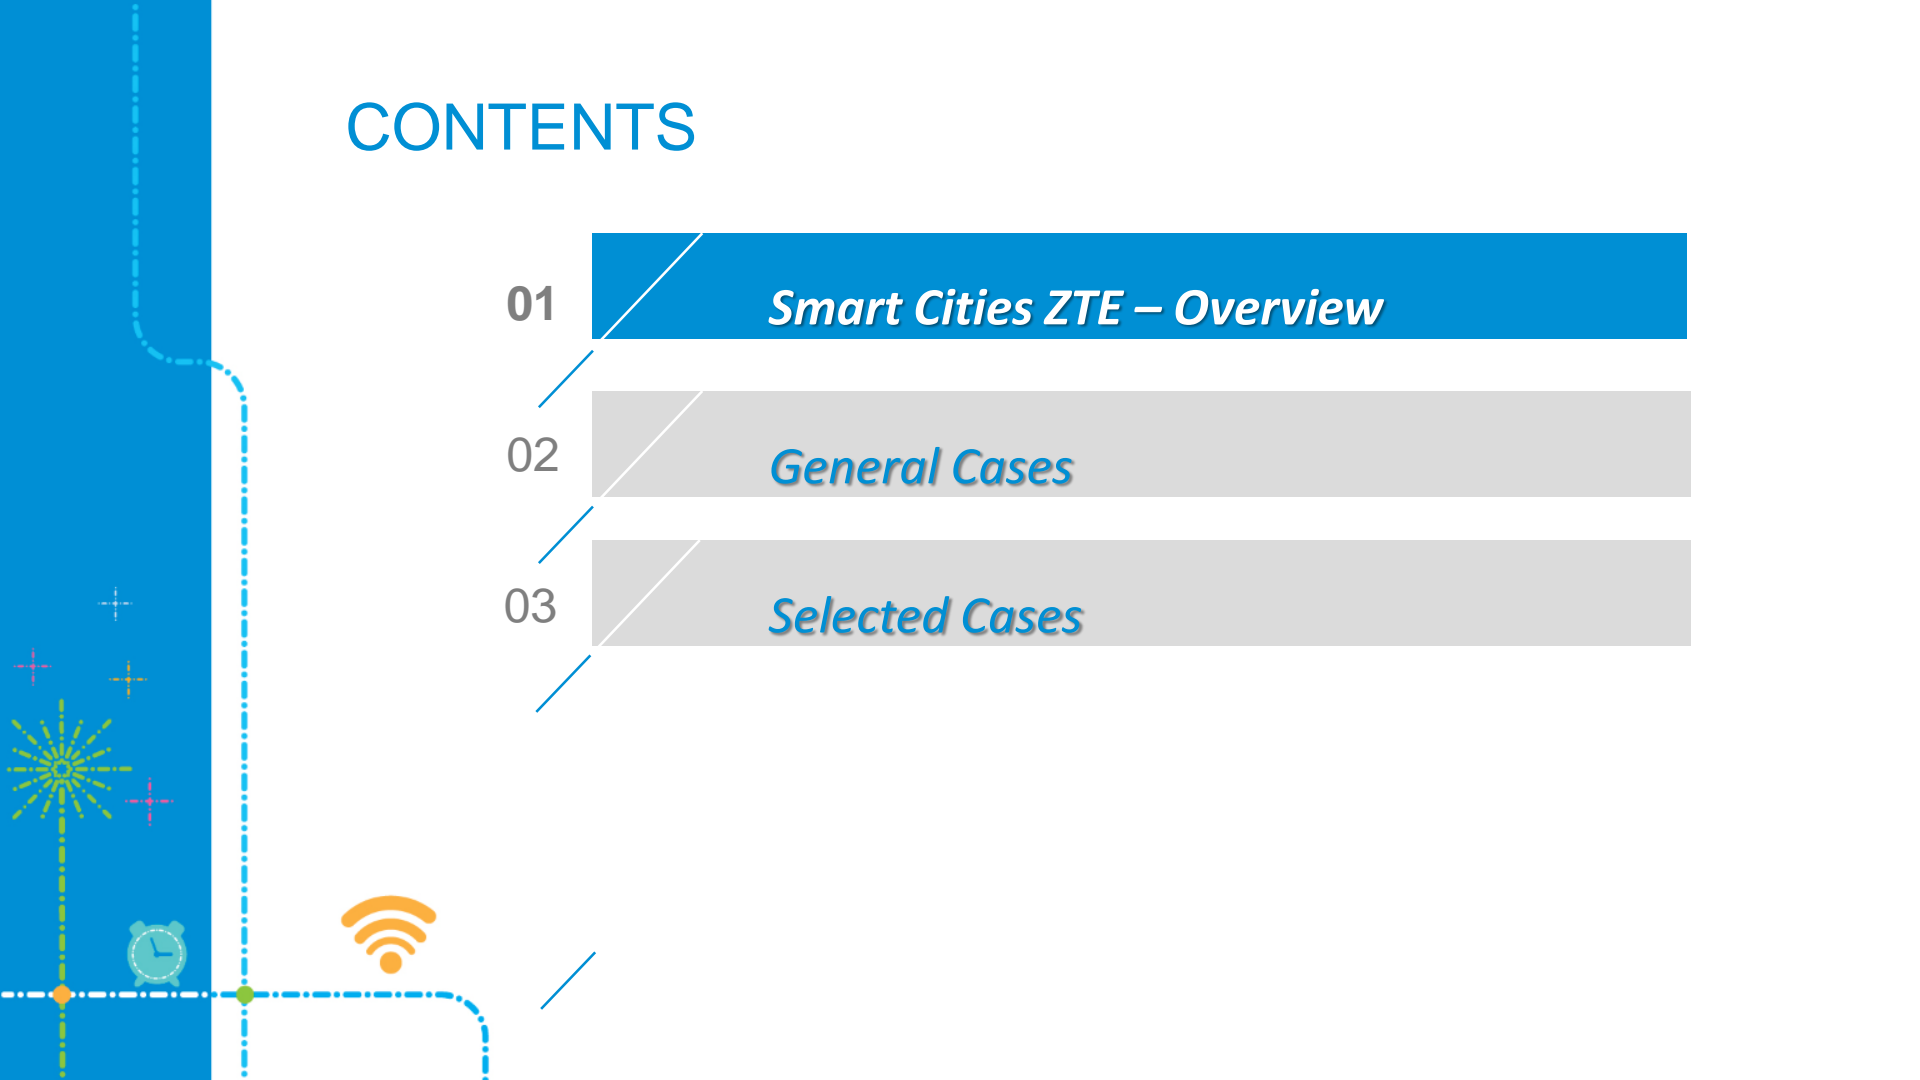 CONTENTS
01 Smart Cities ZTE – Overview
02 General Cases
03 Selected Cases